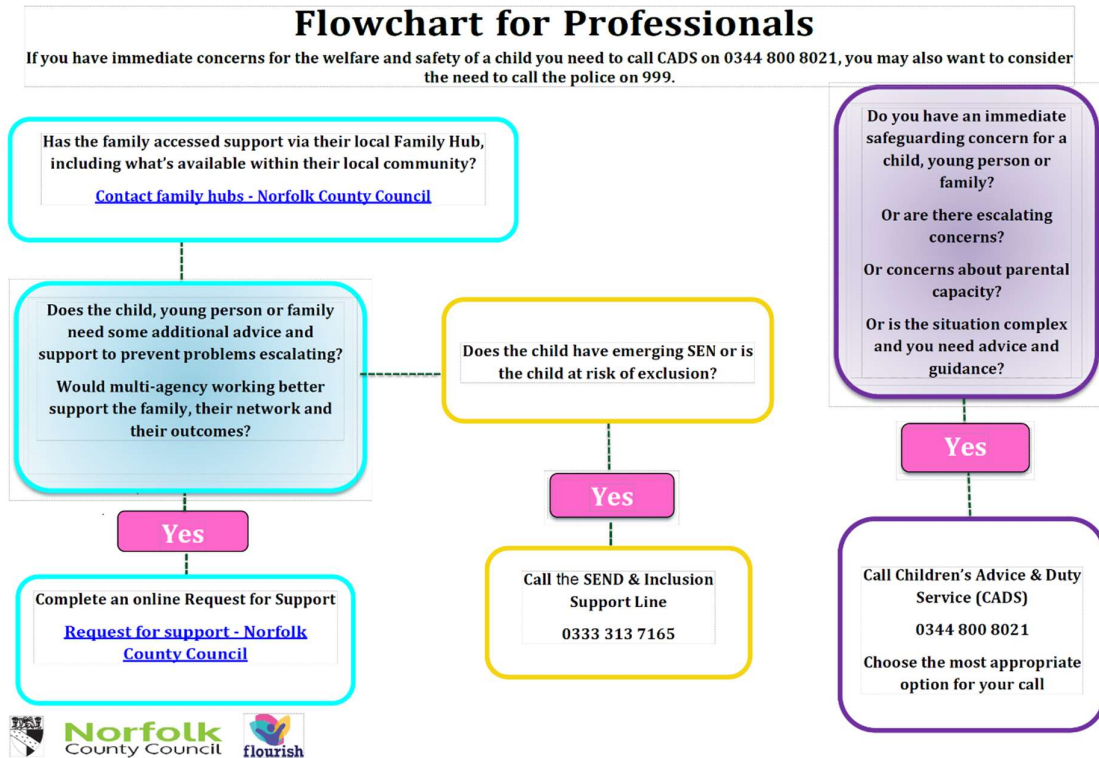 Flowchart for Professionals
If you have immediate concerns for the welfare and safety of a child you need to call CADS on 0344 800 8021, you may also want to consider
the need to call the police on 999.
Has the family accessed support via their local Family Hub,
including what's available within their local community?
Contact family hubs - Norfolk County Council
Does the child, young person or family
need some additional advice and
support to prevent problems escalating?
Would multi-agency working better
support the family, their network and
their outcomes?
Yes
Complete an online Request for Support
Request for support - Norfolk
County Council
Does the child have emerging SEN or is
the child at risk of exclusion?
Yes
Call the SEND & Inclusion
Support Line
0333 313 7165
Do you have an immediate
safeguarding concern for a
child, young person or
family?
Or are there escalating
concerns?
Or concerns about parental
capacity?
Or is the situation complex
and you need advice and
guidance?
Yes
Call Children's Advice & Duty
Service (CADS)
0344 800 8021
Choose the most appropriate
option for your call
Norfolk
County Council
flourish